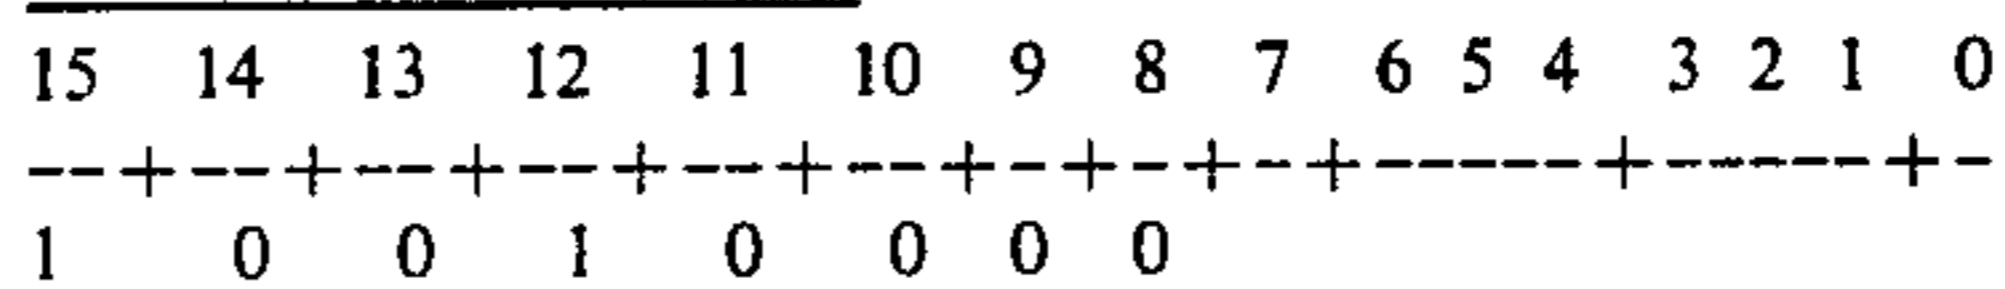 15 14 13 12 11 10 9 8 7 6 5 4 3 2 1 0
--+--+--+--+--+--+-+-+-+-----+------+-
1 0 0 1 0 0 0 0